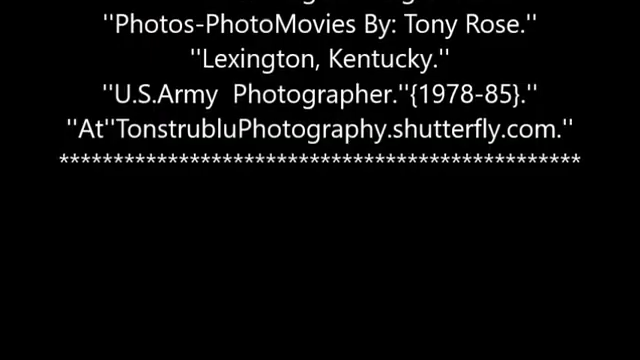 "Photos-PhotoMovies By: Tony Rose."
"Lexington, Kentucky."
"U.S.Army  Photographer."{1978-85}."
"At"TonstrubluPhotography.shutterfly.com."
************************************************